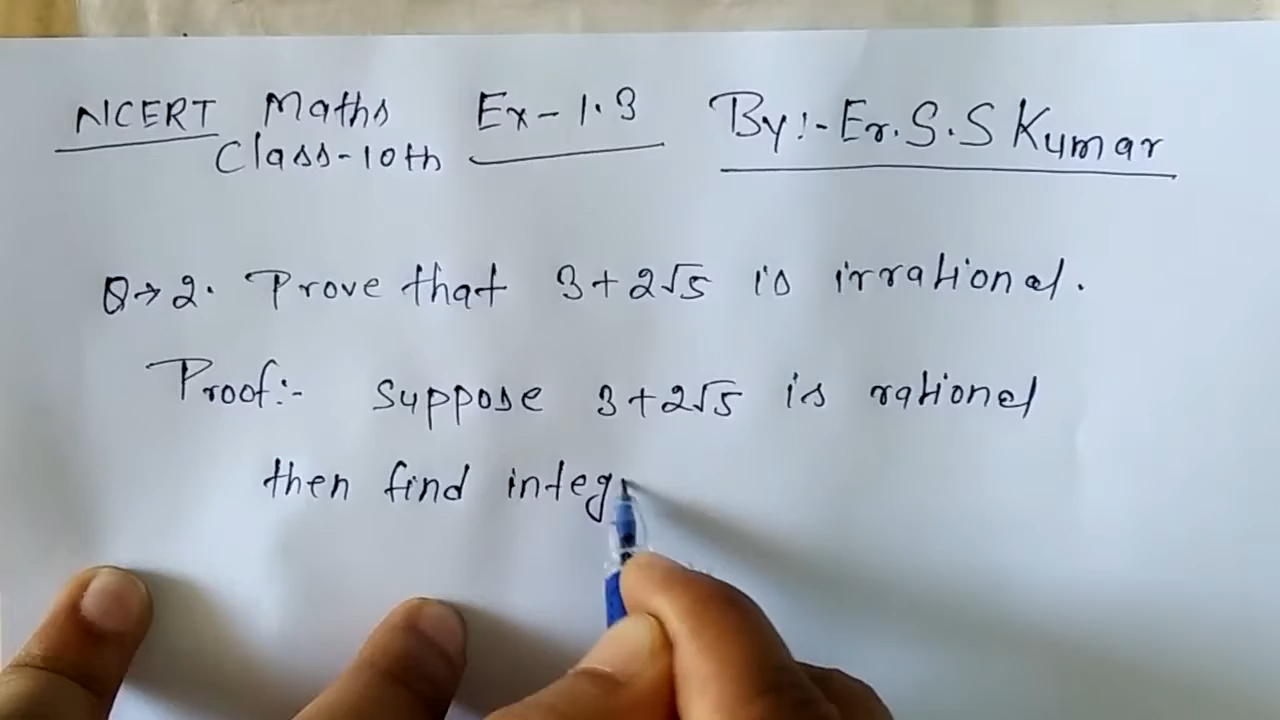 NCERT Maths Ex-1.3 By:-Er.S.S Kumar
Class-10th
Q→2. Prove that 3+2√5 is irrational.
Proof:- Suppose 3+2√5 is rational
then find integ